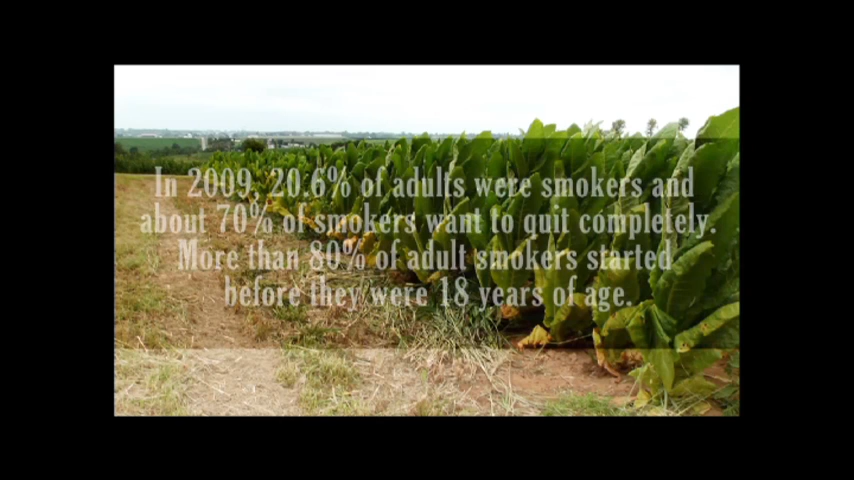 In 2009, 20.6% of adults were smokers and
about 70% of smokers want to quit completely.
More than 80% of adult smokers started
before they were 18 years of age.